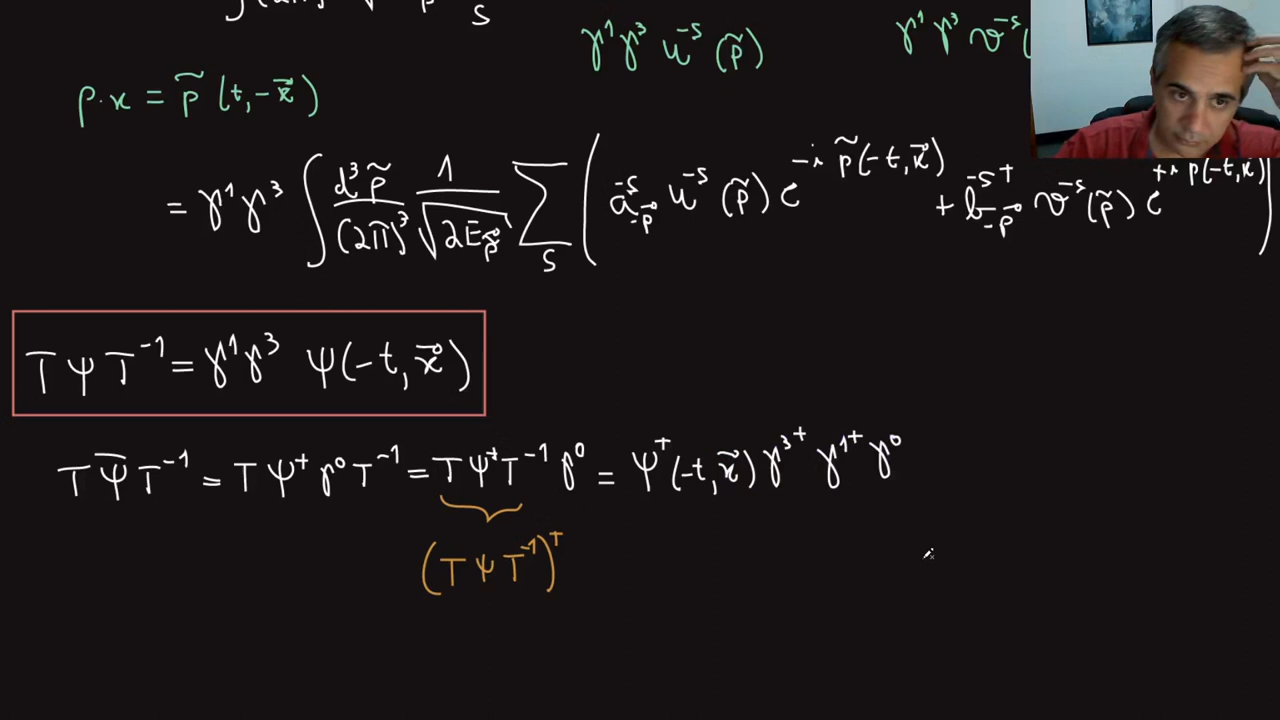 S
γ¹γ³ u⁻ˢ(p̃)
γ¹γ³ v⁻ˢ(
p·x = p̃(t,-x⃗)
= γ¹γ³ ∫ d³p̃/(2π)³ 1/√2E_p̃ Σ_S ( a⁻ˢ_-p⃗ u⁻ˢ(p̃) e^{-i p̃(-t,x⃗)} + b⁻ˢ†_-p⃗ v⁻ˢ(p̃) e^{+i p(-t,x⃗)} )
T ψ T⁻¹ = γ¹γ³ ψ(-t, x⃗)
T ψ̄ T⁻¹ = T ψ† γ⁰ T⁻¹ = T ψ† T⁻¹ γ⁰ = ψ†(-t,x⃗) γ³† γ¹† γ⁰
(T ψ T⁻¹)†